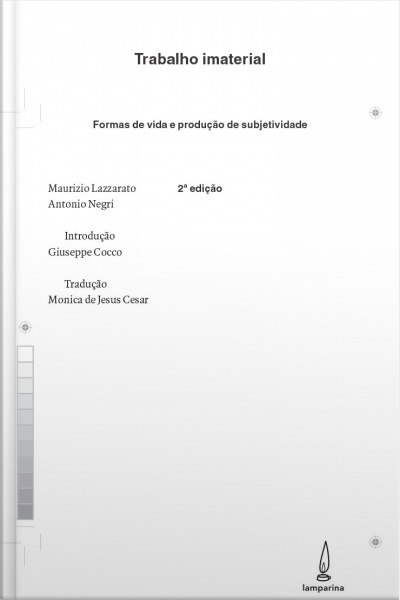 Trabalho imaterial
Formas de vida e produção de subjetividade
Maurizio Lazzarato
Antonio Negri
2ª edição
Introdução
Giuseppe Cocco
Tradução
Monica de Jesus Cesar
lamparina